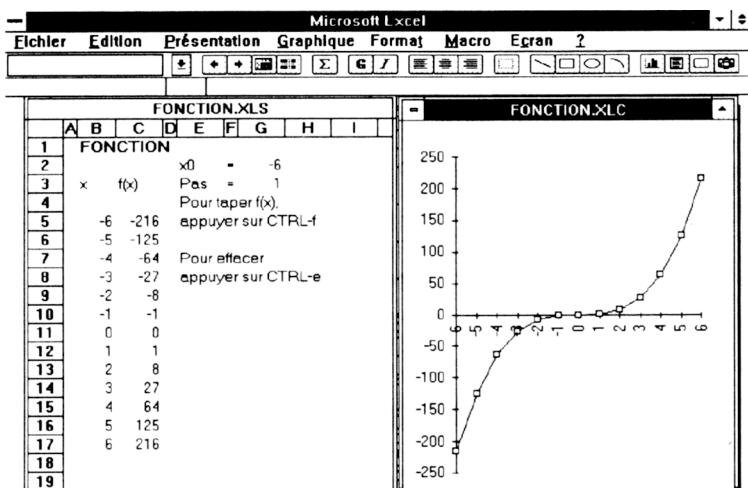 Microsoft Excel
Fichier Edition Présentation Graphique Format Macro Ecran ?
Σ G I
FONCTION.XLS
A B C D E F G H I
1 FONCTION
2 x0 = -6
3 x f(x) Pas = 1
4 Pour taper f(x),
5 -6 -216 appuyer sur CTRL-f
6 -5 -125
7 -4 -64 Pour effacer
8 -3 -27 appuyer sur CTRL-e
9 -2 -8
10 -1 -1
11 0 0
12 1 1
13 2 8
14 3 27
15 4 64
16 5 125
17 6 216
18
19
FONCTION.XLC
250
200
150
100
50
0
-6 -5 -4 -3 -2 -1 0 1 2 3 4 5 6
-50
-100
-150
-200
-250